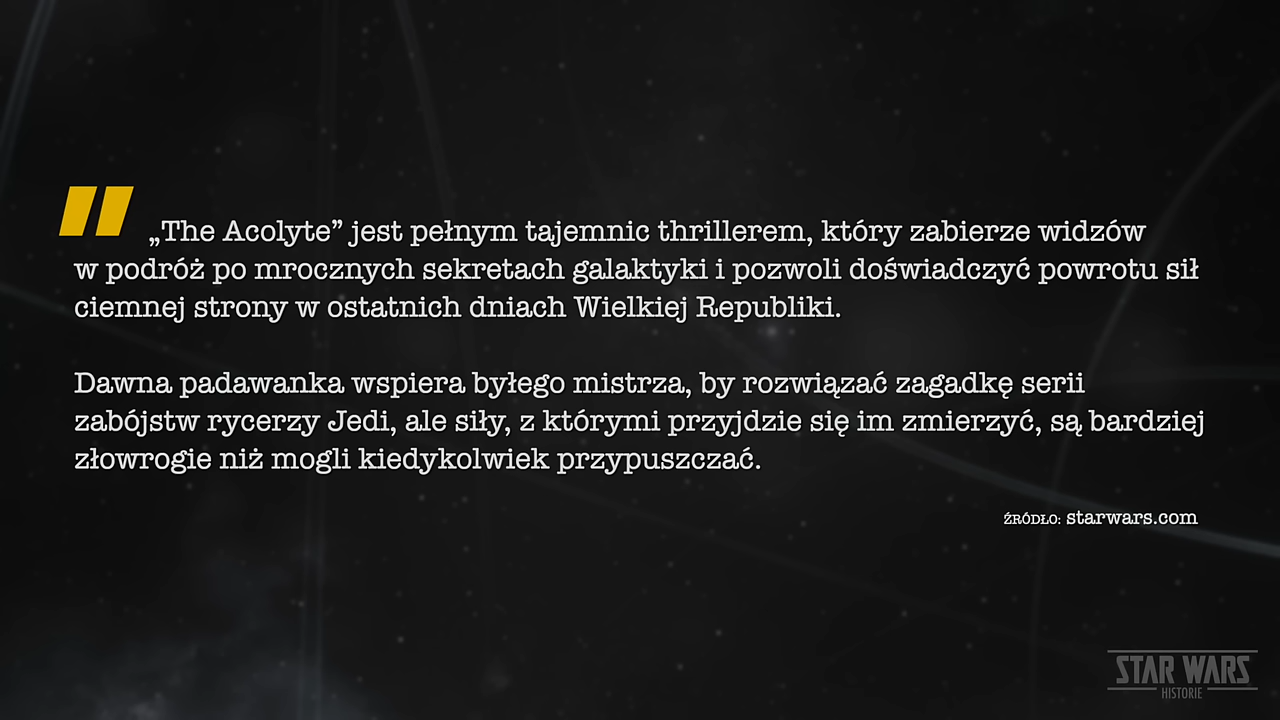 „The Acolyte” jest pełnym tajemnic thrillerem, który zabierze widzów
w podróż po mrocznych sekretach galaktyki i pozwoli doświadczyć powrotu sił
ciemnej strony w ostatnich dniach Wielkiej Republiki.
Dawna padawanka wspiera byłego mistrza, by rozwiązać zagadkę serii
zabójstw rycerzy Jedi, ale siły, z którymi przyjdzie się im zmierzyć, są bardziej
złowrogie niż mogli kiedykolwiek przypuszczać.
ŹRÓDŁO: starwars.com
STAR WARS
HISTORIE